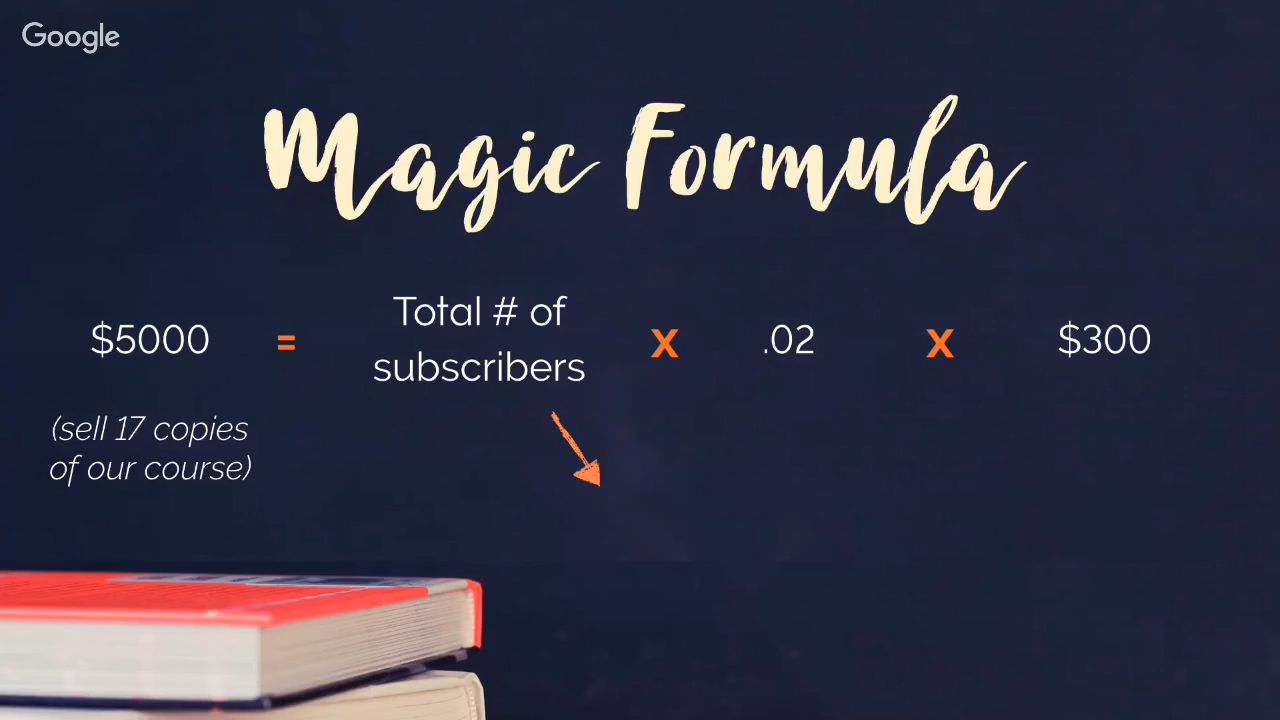 Google
Magic Formula
$5000 = Total # of subscribers x .02 x $300
(sell 17 copies
of our course)